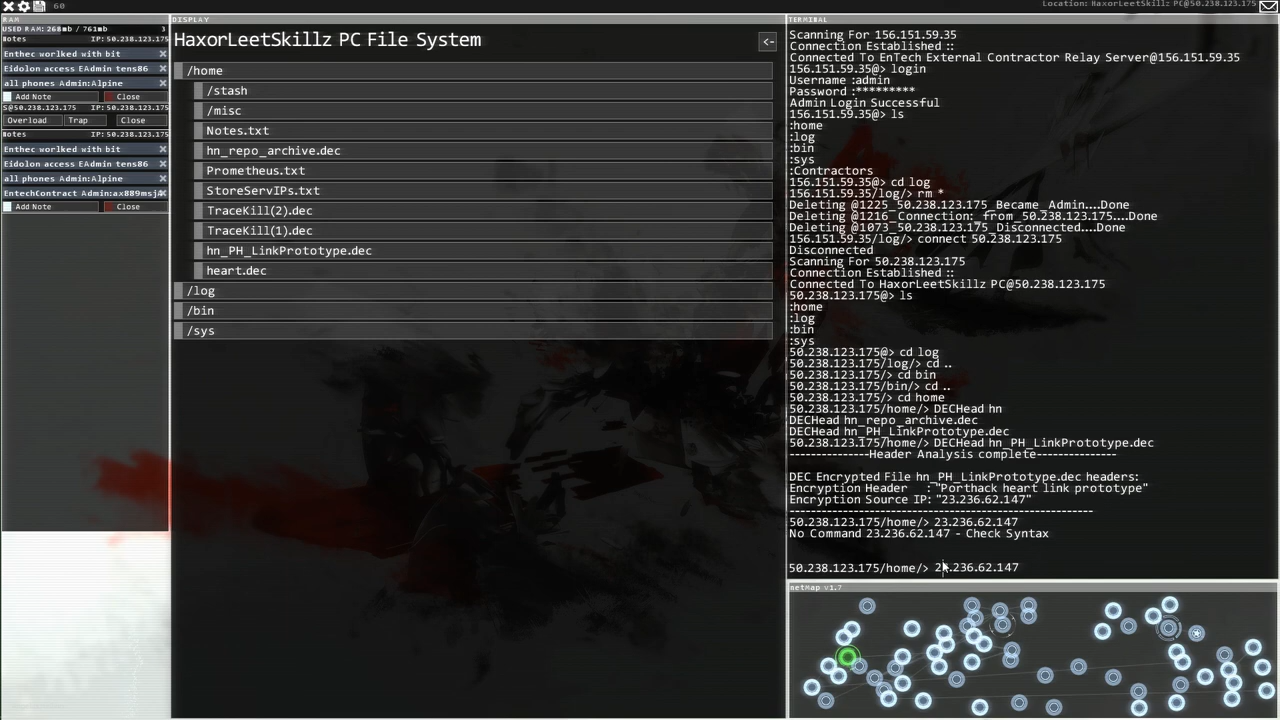 60
Location: HaxorLeetSkillz PC@50.238.123.175
RAM
USED RAM: 268mb / 761mb
3
Notes IP: 50.238.123.175
Enthec worlked with bit
Eidolon access EAdmin tens86
all phones Admin:Alpine
Add Note
Close
S@50.238.123.175 IP: 50.238.123.175
Overload
Trap
Close
Notes IP: 50.238.123.175
Enthec worlked with bit
Eidolon access EAdmin tens86
all phones Admin:Alpine
Add Note
Close
DISPLAY
HaxorLeetSkillz PC File System
<-
/home
/stash
/misc
Notes.txt
hn_repo_archive.dec
Prometheus.txt
StoreServIPs.txt
TraceKill(2).dec
TraceKill(1).dec
hn_PH_LinkPrototype.dec
heart.dec
/log
/bin
/sys
TERMINAL
Scanning For 156.151.59.35
Connection Established ::
Connected To EnTech External Contractor Relay Server@156.151.59.35
156.151.59.35@> login
Username :admin
Password :*********
Admin Login Successful
156.151.59.35@> ls
:home
:log
:bin
:sys
:Contractors
156.151.59.35@> cd log
156.151.59.35/log/> rm *
Deleting @1225_50.238.123.175_Became_Admin....Done
Deleting @1216_Connection:_from_50.238.123.175....Done
Deleting @1073_50.238.123.175_Disconnected....Done
156.151.59.35/log/> connect 50.238.123.175
Disconnected
Scanning For 50.238.123.175
Connection Established ::
Connected To HaxorLeetSkillz PC@50.238.123.175
50.238.123.175@> ls
:home
:log
:bin
:sys
50.238.123.175@> cd log
50.238.123.175/log/> cd ..
50.238.123.175/> cd bin
50.238.123.175/bin/> cd ..
50.238.123.175/> cd home
50.238.123.175/home/> DECHead hn
DECHead hn_repo_archive.dec
DECHead hn_PH_LinkPrototype.dec
50.238.123.175/home/> DECHead hn_PH_LinkPrototype.dec
---------------Header Analysis complete---------------
DEC Encrypted File hn_PH_LinkPrototype.dec headers:
Encryption Header   : "Porthack heart link prototype"
Encryption Source IP: "23.236.62.147"
---------------------------------------------------------
50.238.123.175/home/> 23.236.62.147
No Command 23.236.62.147 - Check Syntax
50.238.123.175/home/> 23.236.62.147
netMap v1.7